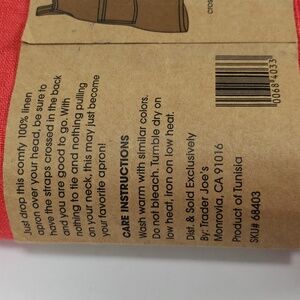 Just drop this comfy 100% linen
apron over your head, be sure to
have the straps crossed in the back
and you are good to go. With
nothing to tie and nothing pulling
on your neck, this may just become
your favorite apron!
CARE INSTRUCTIONS
Wash warm with similar colors.
Do not bleach, tumble dry on
low heat, iron on low heat.
Dist. & Sold Exclusively
By: Trader Joe's
Monrovia, CA 91016
Product of Tunisia
SKU# 68403
0068 4033